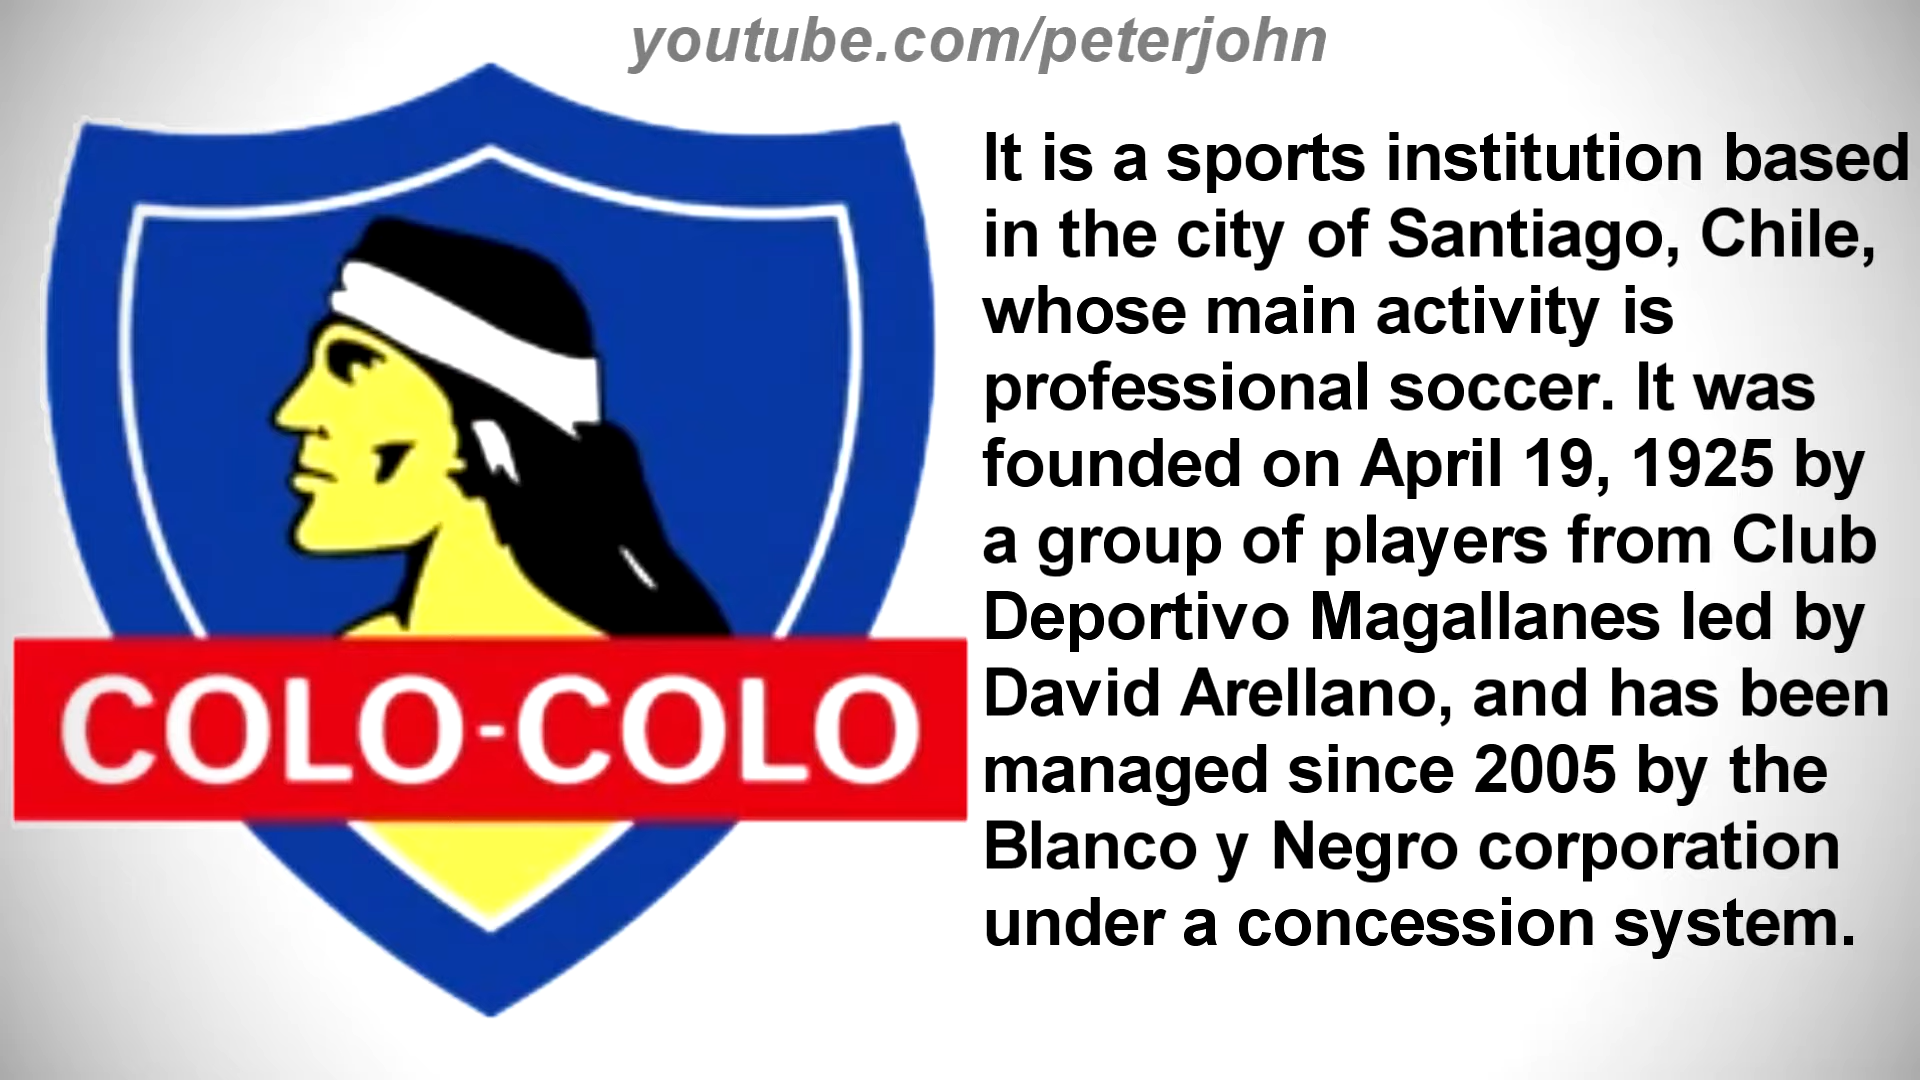 youtube.com/peterjohn
It is a sports institution based
in the city of Santiago, Chile,
whose main activity is
professional soccer. It was
founded on April 19, 1925 by
a group of players from Club
Deportivo Magallanes led by
David Arellano, and has been
managed since 2005 by the
Blanco y Negro corporation
under a concession system.
COLO-COLO